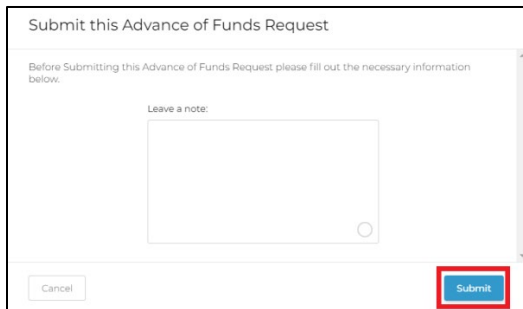 Submit this Advance of Funds Request
Before Submitting this Advance of Funds Request please fill out the necessary information
below.
Leave a note:
Cancel
Submit